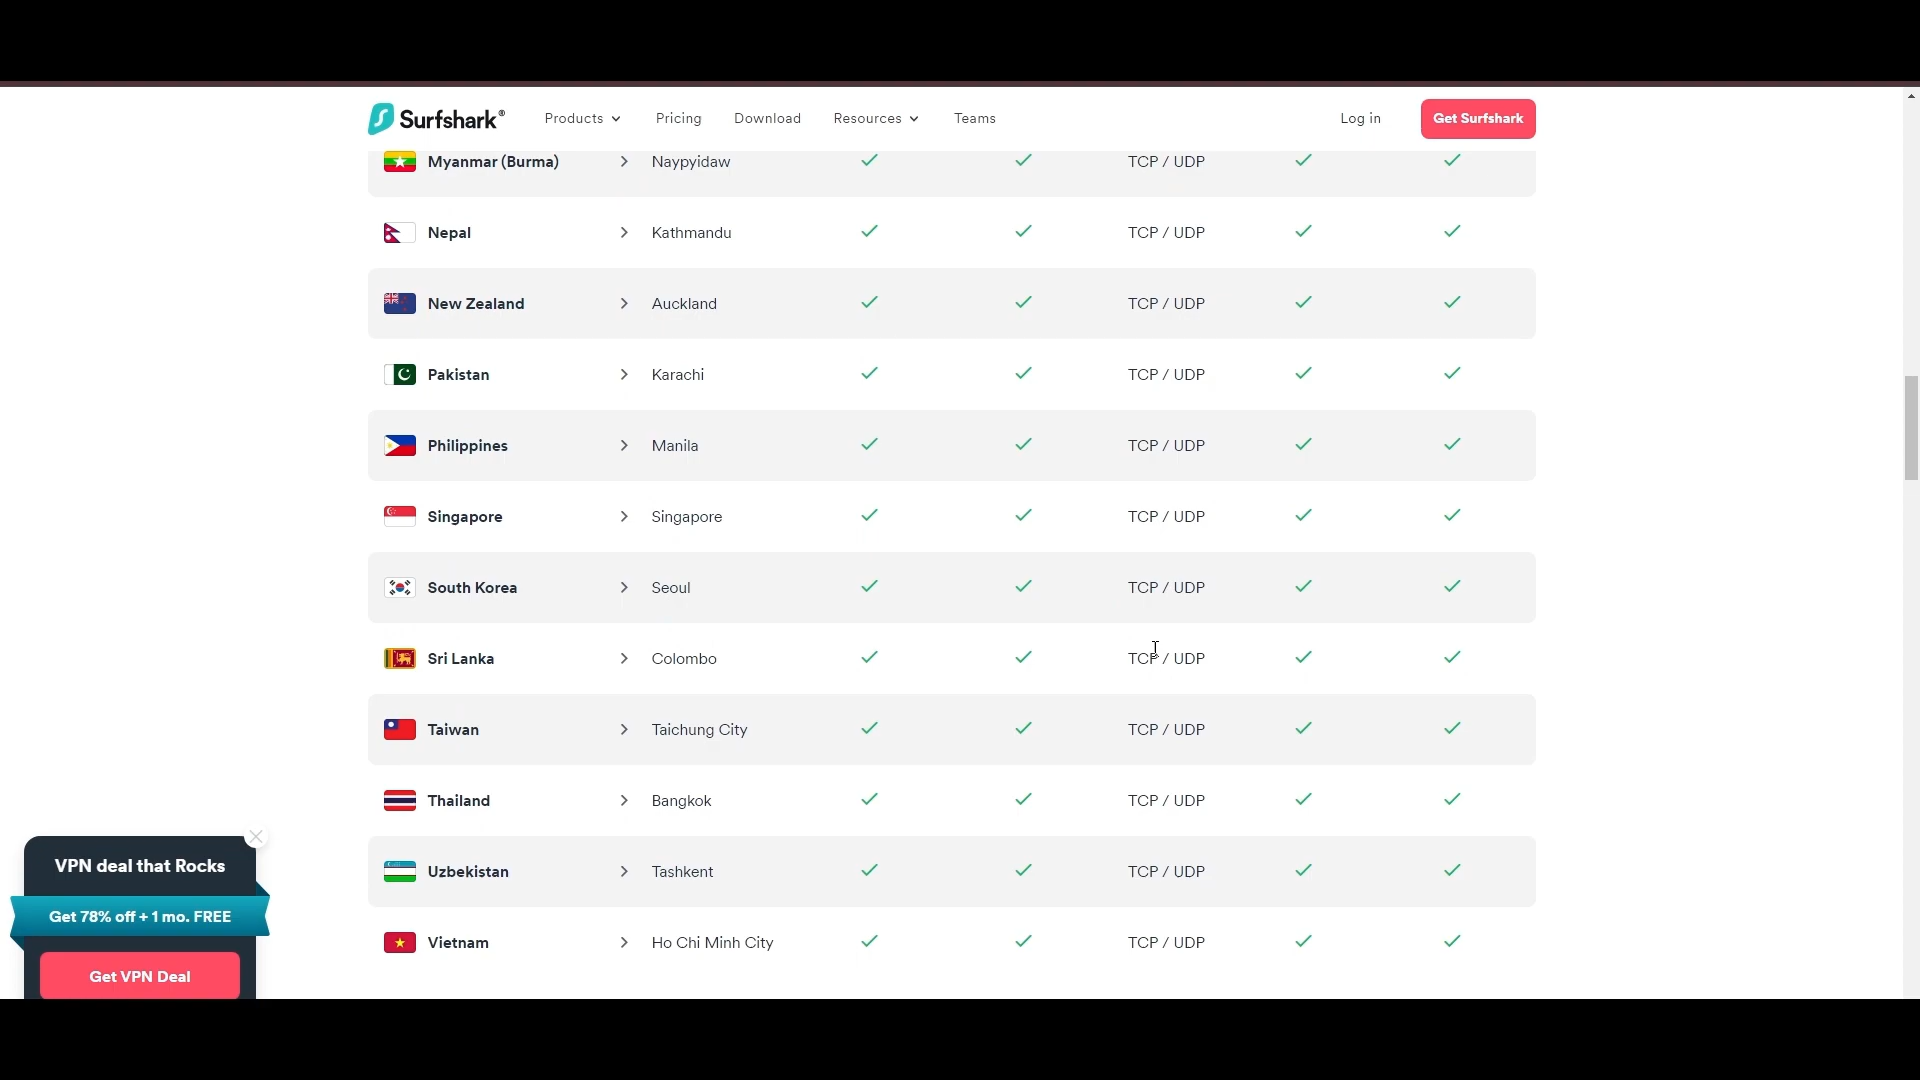 Surfshark®
Products
Pricing
Download
Resources
Teams
Log in
Get Surfshark
Myanmar (Burma) Naypyidaw TCP / UDP
Nepal Kathmandu TCP / UDP
New Zealand Auckland TCP / UDP
Pakistan Karachi TCP / UDP
Philippines Manila TCP / UDP
Singapore Singapore TCP / UDP
South Korea Seoul TCP / UDP
Sri Lanka Colombo TCP / UDP
Taiwan Taichung City TCP / UDP
Thailand Bangkok TCP / UDP
Uzbekistan Tashkent TCP / UDP
Vietnam Ho Chi Minh City TCP / UDP
VPN deal that Rocks
Get 78% off + 1 mo. FREE
Get VPN Deal